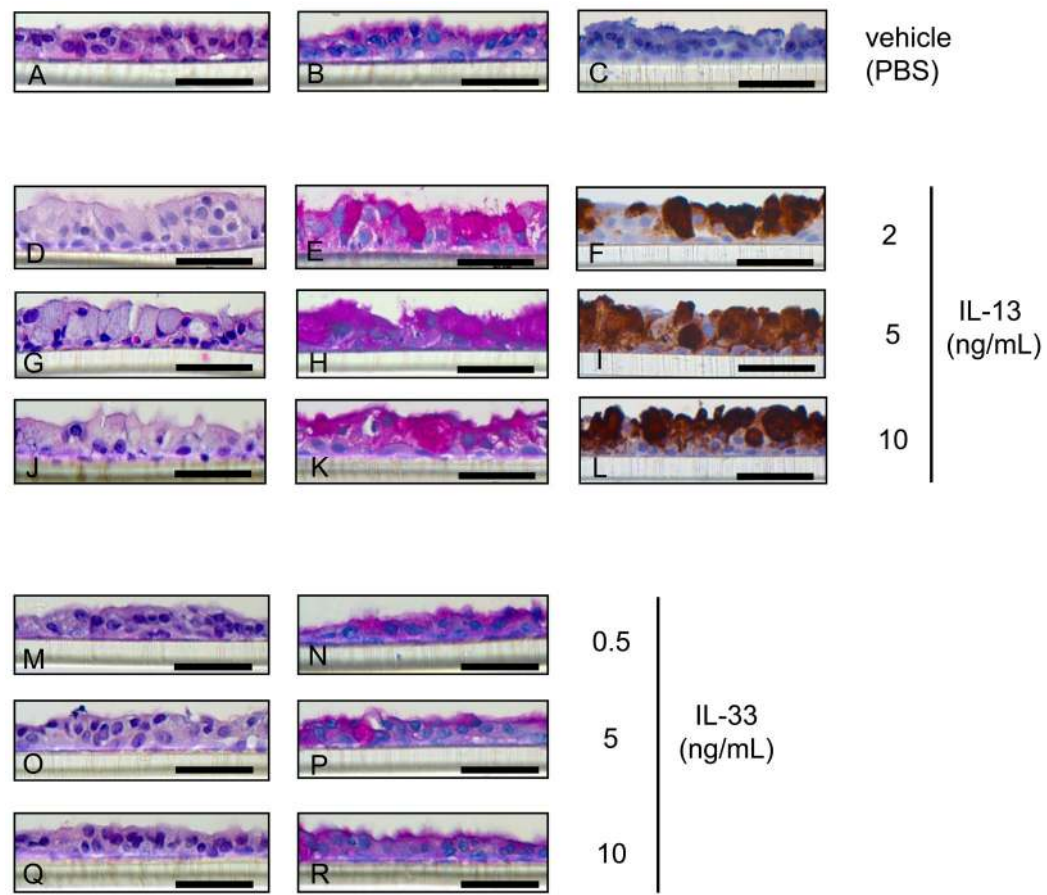 A
B
C
vehicle
(PBS)
D
E
F
2
G
H
I
5
IL-13
(ng/mL)
J
K
L
10
M
N
0.5
O
P
5
IL-33
(ng/mL)
Q
R
10